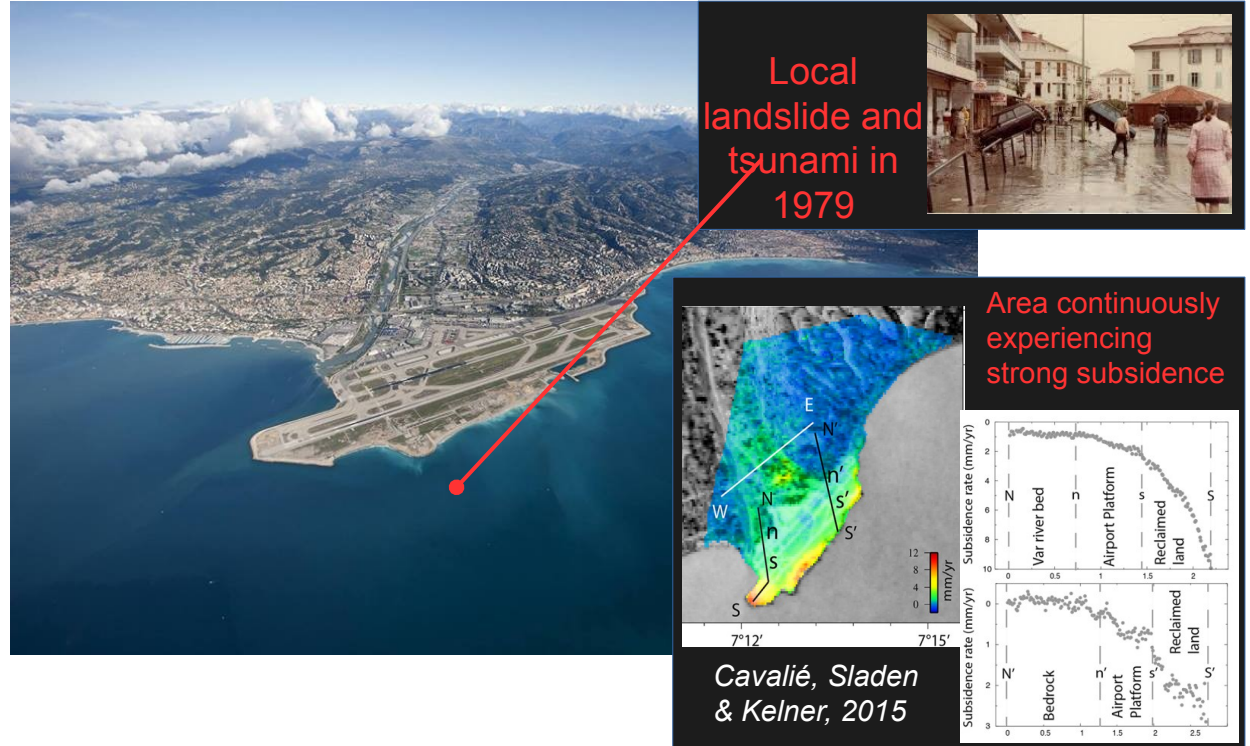 Local
landslide and
tsunami in
1979
Area continuously
experiencing
strong subsidence
E
N'
n'
s'
S'
W
N
n
s
S
12
8
4
0
mm/yr
7°12'
7°15'
Cavalié, Sladen
& Kelner, 2015
Subsidence rate (mm/yr)
0
2
4
6
8
10
N
Var river bed
n
Airport Platform
s
Reclaimed
land
S
0
0.5
1
1.5
2
Subsidence rate (mm/yr)
0
1
2
3
N'
Bedrock
n'
Airport
Platform
s'
Reclaimed
land
S'
0
0.5
1
1.5
2
2.5